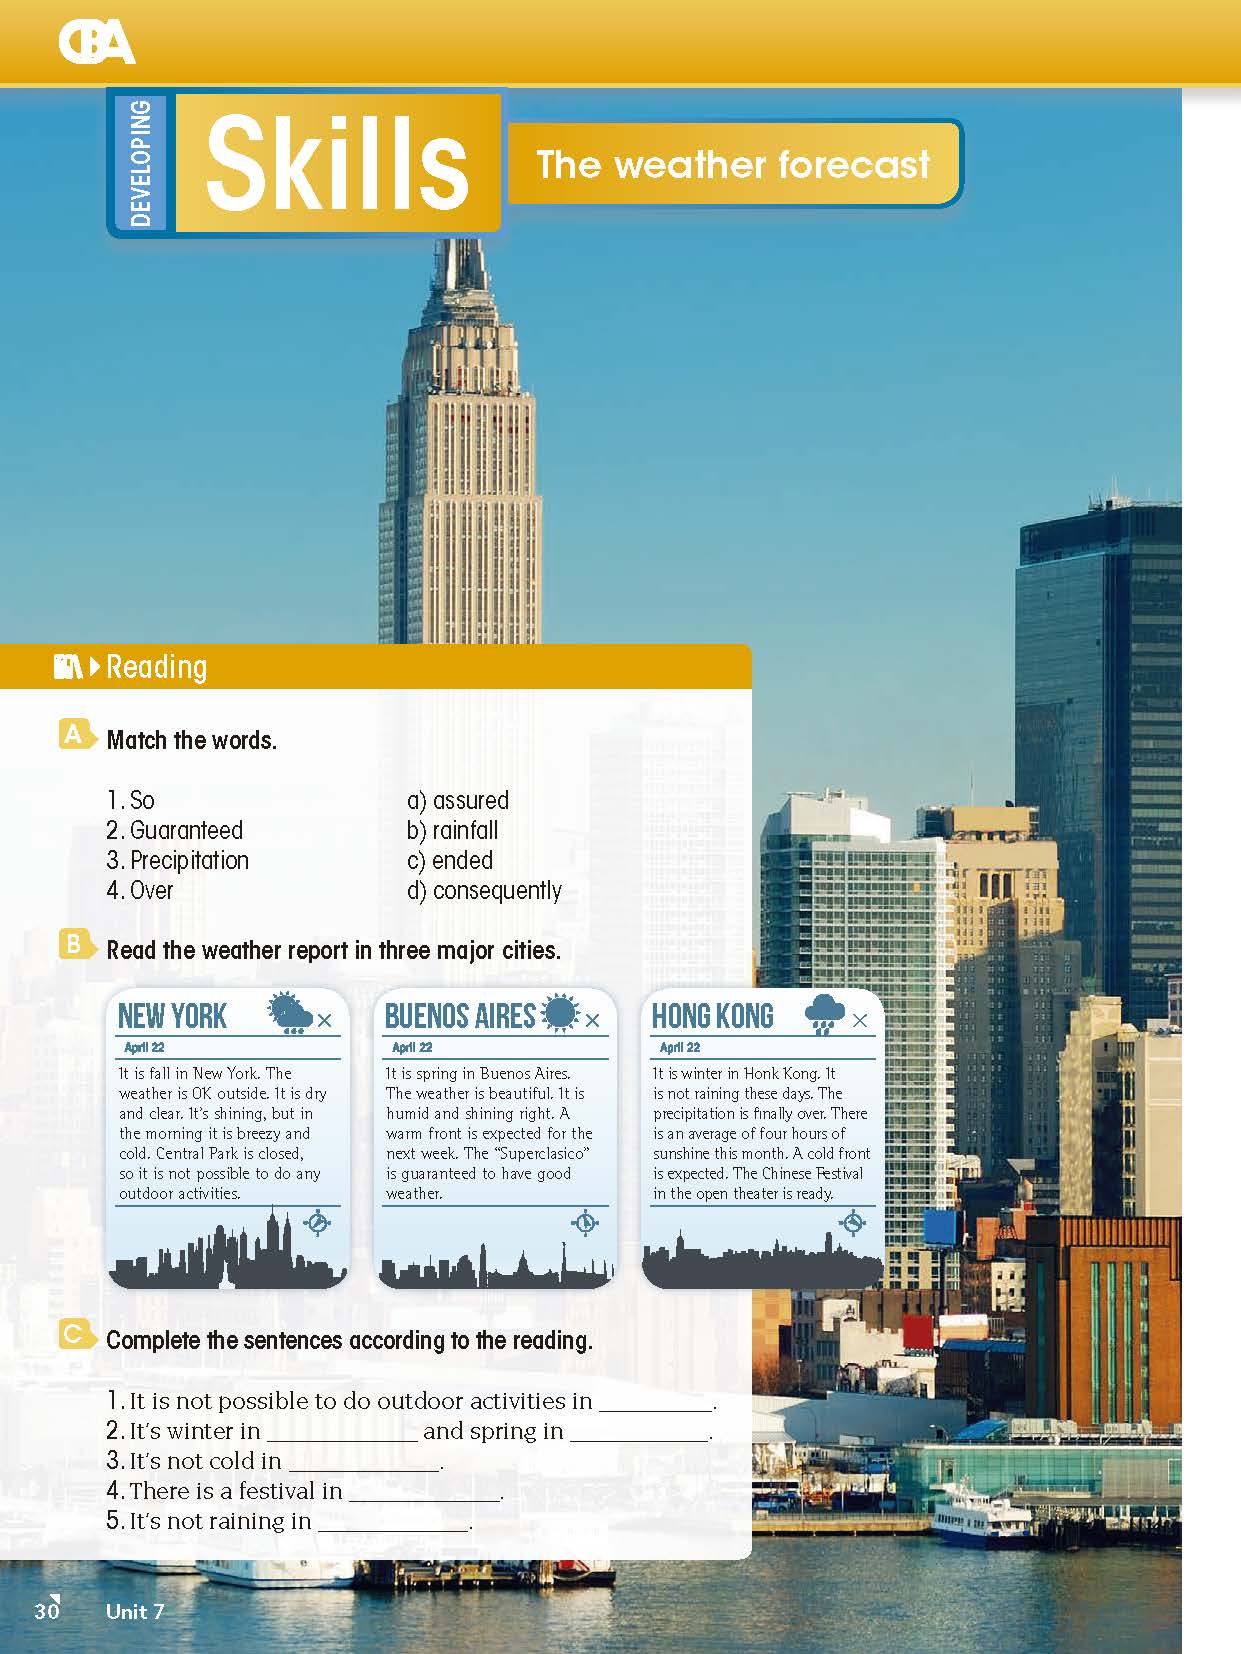 CBA
DEVELOPING
Skills
The weather forecast
Reading
A Match the words.
1. So a) assured
2. Guaranteed b) rainfall
3. Precipitation c) ended
4. Over d) consequently
B Read the weather report in three major cities.
NEW YORK
April 22
It is fall in New York. The
weather is OK outside. It is dry
and clear. It's shining, but in
the morning it is breezy and
cold. Central Park is closed,
so it is not possible to do any
outdoor activities.
BUENOS AIRES
April 22
It is spring in Buenos Aires.
The weather is beautiful. It is
humid and shining right. A
warm front is expected for the
next week. The "Superclasico"
is guaranteed to have good
weather.
HONG KONG
April 22
It is winter in Honk Kong. It
is not raining these days. The
precipitation is finally over. There
is an average of four hours of
sunshine this month. A cold front
is expected. The Chinese Festival
in the open theater is ready.
C Complete the sentences according to the reading.
1. It is not possible to do outdoor activities in _________.
2. It's winter in ____________ and spring in ___________.
3. It's not cold in ____________.
4. There is a festival in ____________.
5. It's not raining in ____________.
30 Unit 7